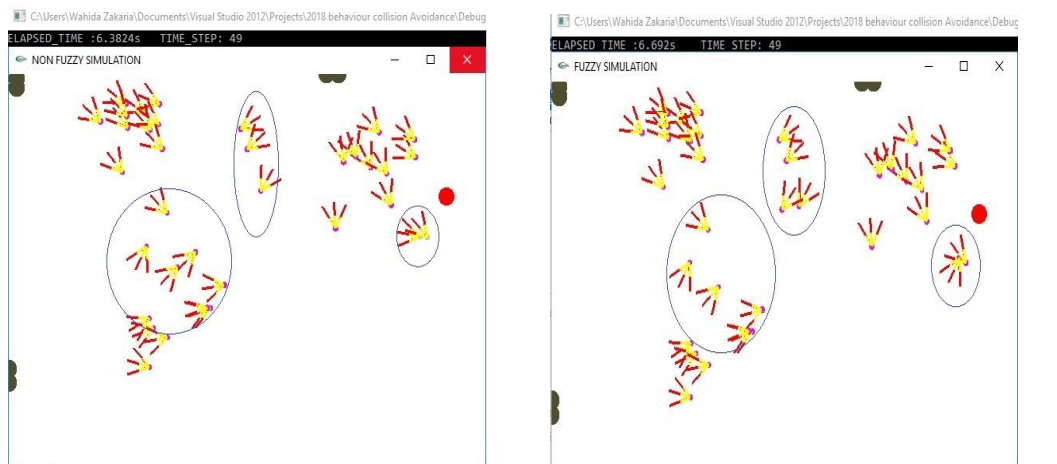 C:\Users\Wahida Zakaria\Documents\Visual Studio 2012\Projects\2018 behaviour collision Avoidance\Debug
ELAPSED_TIME :6.3824s TIME_STEP: 49
NON FUZZY SIMULATION
C:\Users\Wahida Zakaria\Documents\Visual Studio 2012\Projects\2018 behaviour collision Avoidance\Debug
ELAPSED TIME :6.692s TIME STEP: 49
FUZZY SIMULATION